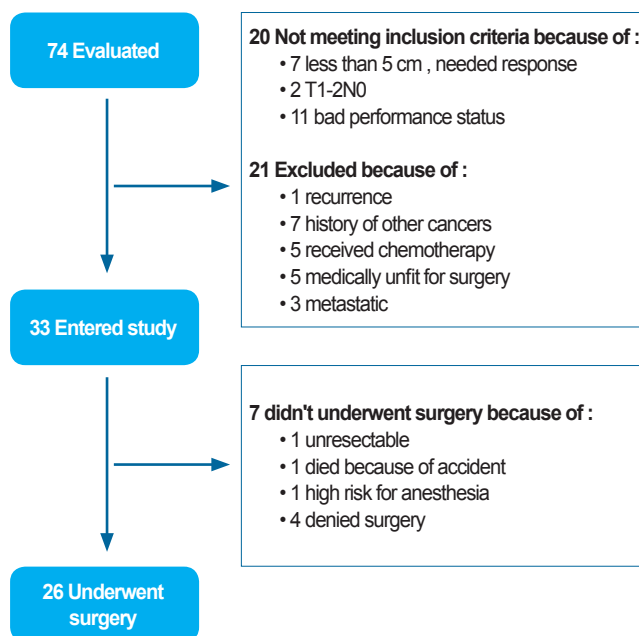 74 Evaluated
20 Not meeting inclusion criteria because of :
• 7 less than 5 cm , needed response
• 2 T1-2N0
• 11 bad performance status
21 Excluded because of :
• 1 recurrence
• 7 history of other cancers
• 5 received chemotherapy
• 5 medically unfit for surgery
• 3 metastatic
33 Entered study
7 didn't underwent surgery because of :
• 1 unresectable
• 1 died because of accident
• 1 high risk for anesthesia
• 4 denied surgery
26 Underwent
surgery